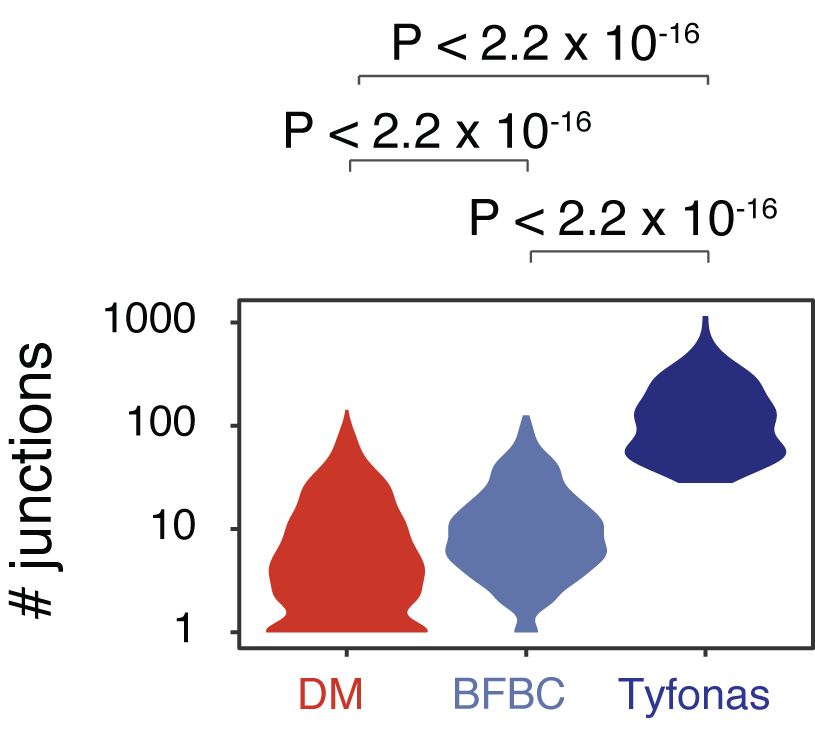 P < 2.2 x 10⁻¹⁶
P < 2.2 x 10⁻¹⁶
P < 2.2 x 10⁻¹⁶
# junctions
1000
100
10
1
DM BFBC Tyfonas